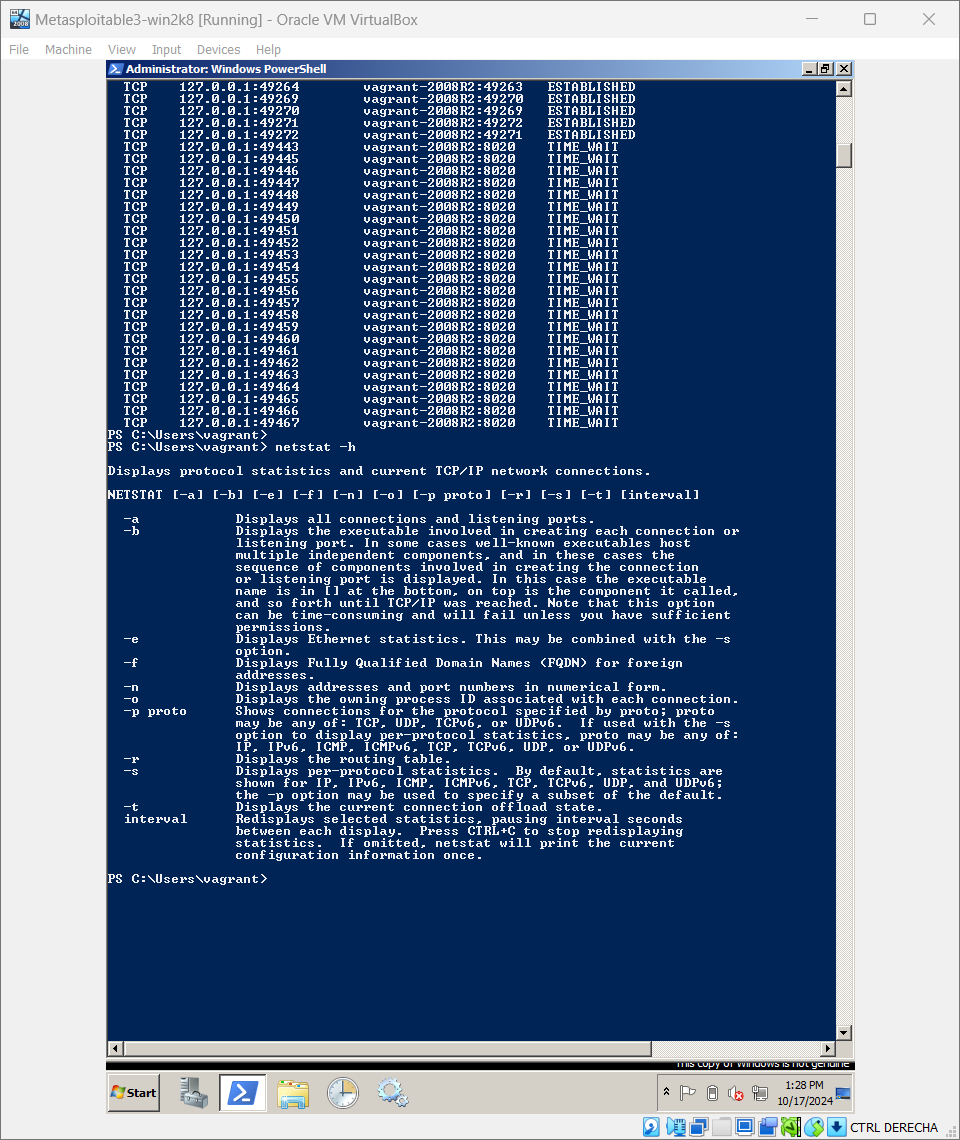 Metasploitable3-win2k8 [Running] - Oracle VM VirtualBox
File Machine View Input Devices Help
Administrator: Windows PowerShell
TCP 127.0.0.1:49264 vagrant-2008R2:49263 ESTABLISHED
TCP 127.0.0.1:49269 vagrant-2008R2:49270 ESTABLISHED
TCP 127.0.0.1:49270 vagrant-2008R2:49269 ESTABLISHED
TCP 127.0.0.1:49271 vagrant-2008R2:49272 ESTABLISHED
TCP 127.0.0.1:49272 vagrant-2008R2:49271 ESTABLISHED
TCP 127.0.0.1:49443 vagrant-2008R2:8020 TIME_WAIT
TCP 127.0.0.1:49445 vagrant-2008R2:8020 TIME_WAIT
TCP 127.0.0.1:49446 vagrant-2008R2:8020 TIME_WAIT
TCP 127.0.0.1:49447 vagrant-2008R2:8020 TIME_WAIT
TCP 127.0.0.1:49448 vagrant-2008R2:8020 TIME_WAIT
TCP 127.0.0.1:49449 vagrant-2008R2:8020 TIME_WAIT
TCP 127.0.0.1:49450 vagrant-2008R2:8020 TIME_WAIT
TCP 127.0.0.1:49451 vagrant-2008R2:8020 TIME_WAIT
TCP 127.0.0.1:49452 vagrant-2008R2:8020 TIME_WAIT
TCP 127.0.0.1:49453 vagrant-2008R2:8020 TIME_WAIT
TCP 127.0.0.1:49454 vagrant-2008R2:8020 TIME_WAIT
TCP 127.0.0.1:49455 vagrant-2008R2:8020 TIME_WAIT
TCP 127.0.0.1:49456 vagrant-2008R2:8020 TIME_WAIT
TCP 127.0.0.1:49457 vagrant-2008R2:8020 TIME_WAIT
TCP 127.0.0.1:49458 vagrant-2008R2:8020 TIME_WAIT
TCP 127.0.0.1:49459 vagrant-2008R2:8020 TIME_WAIT
TCP 127.0.0.1:49460 vagrant-2008R2:8020 TIME_WAIT
TCP 127.0.0.1:49461 vagrant-2008R2:8020 TIME_WAIT
TCP 127.0.0.1:49462 vagrant-2008R2:8020 TIME_WAIT
TCP 127.0.0.1:49463 vagrant-2008R2:8020 TIME_WAIT
TCP 127.0.0.1:49464 vagrant-2008R2:8020 TIME_WAIT
TCP 127.0.0.1:49465 vagrant-2008R2:8020 TIME_WAIT
TCP 127.0.0.1:49466 vagrant-2008R2:8020 TIME_WAIT
TCP 127.0.0.1:49467 vagrant-2008R2:8020 TIME_WAIT
PS C:\Users\vagrant>
PS C:\Users\vagrant> netstat -h
Displays protocol statistics and current TCP/IP network connections.
NETSTAT [-a] [-b] [-e] [-f] [-n] [-o] [-p proto] [-r] [-s] [-t] [interval]
-a Displays all connections and listening ports.
-b Displays the executable involved in creating each connection or
listening port. In some cases well-known executables host
multiple independent components, and in these cases the
sequence of components involved in creating the connection
or listening port is displayed. In this case the executable
name is in [] at the bottom, on top is the component it called,
and so forth until TCP/IP was reached. Note that this option
can be time-consuming and will fail unless you have sufficient
permissions.
-e Displays Ethernet statistics. This may be combined with the -s
option.
-f Displays Fully Qualified Domain Names (FQDN) for foreign
addresses.
-n Displays addresses and port numbers in numerical form.
-o Displays the owning process ID associated with each connection.
-p proto Shows connections for the protocol specified by proto; proto
may be any of: TCP, UDP, TCPv6, or UDPv6. If used with the -s
option to display per-protocol statistics, proto may be any of:
IP, IPv6, ICMP, ICMPv6, TCP, TCPv6, UDP, or UDPv6.
-r Displays the routing table.
-s Displays per-protocol statistics. By default, statistics are
shown for IP, IPv6, ICMP, ICMPv6, TCP, TCPv6, UDP, and UDPv6;
the -p option may be used to specify a subset of the default.
-t Displays the current connection offload state.
interval Redisplays selected statistics, pausing interval seconds
between each display. Press CTRL+C to stop redisplaying
statistics. If omitted, netstat will print the current
configuration information once.
PS C:\Users\vagrant>
This copy of Windows is not genuine
Start
1:28 PM
10/17/2024
CTRL DERECHA